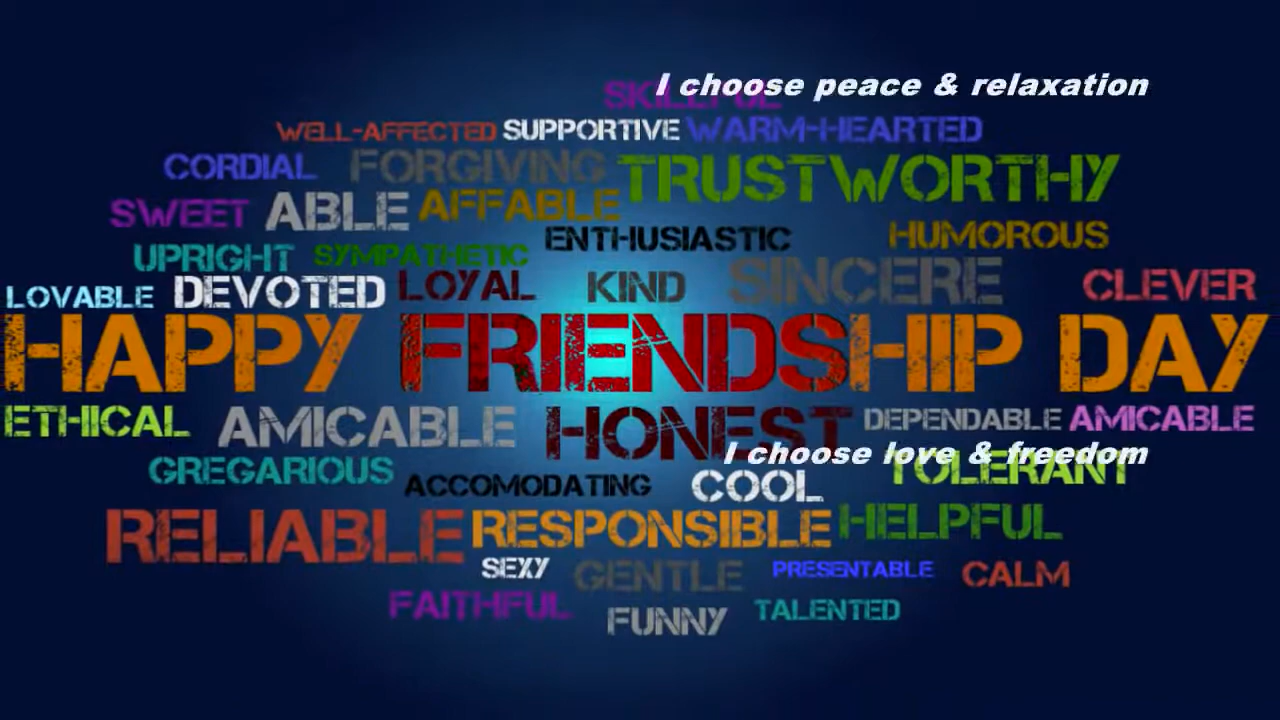 I choose peace & relaxation
SKILLFUL
WELL-AFFECTED SUPPORTIVE WARM-HEARTED
CORDIAL FORGIVING TRUSTWORTHY
SWEET ABLE AFFABLE
ENTHUSIASTIC HUMOROUS
UPRIGHT SYMPATHETIC
LOVABLE DEVOTED LOYAL KIND SINCERE CLEVER
HAPPY FRIENDSHIP DAY
ETHICAL AMICABLE HONEST DEPENDABLE AMICABLE
I choose love & freedom
GREGARIOUS ACCOMODATING COOL TOLERANT
RELIABLE RESPONSIBLE HELPFUL
SEXY GENTLE PRESENTABLE CALM
FAITHFUL FUNNY TALENTED